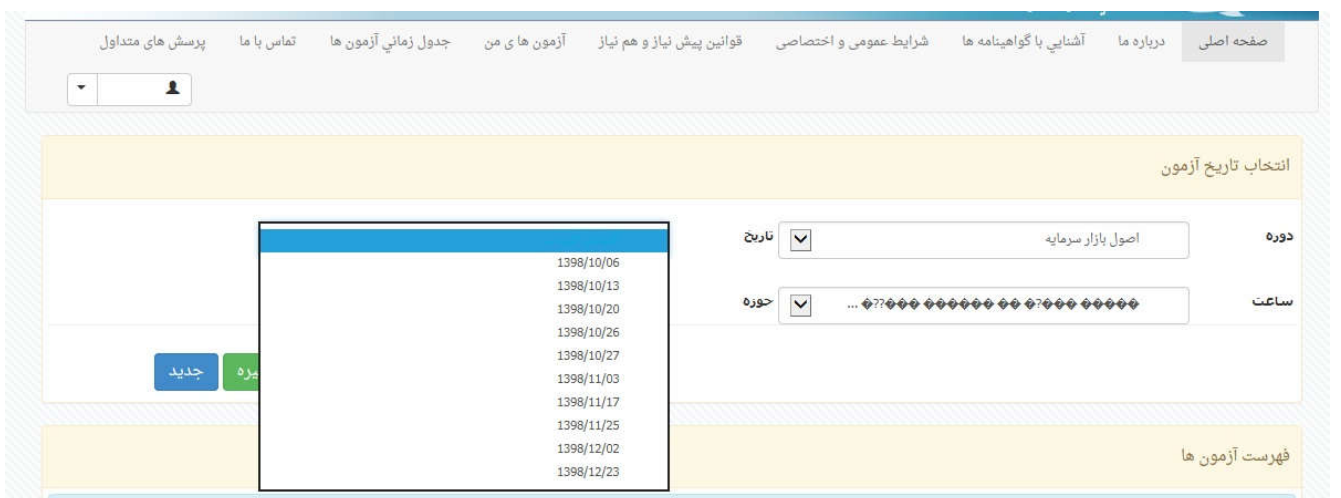 صفحه اصلی درباره ما آشنايي با گواهینامه ها شرایط عمومی و اختصاصی قوانین پیش نیاز و هم نیاز آزمون ها ی من جدول زماني آزمون ها تماس با ما پرسش های متداول
انتخاب تاریخ آزمون
دوره اصول بازار سرمایه تاریخ
1398/10/06
1398/10/13
1398/10/20
ساعت حوزه
1398/10/26
1398/10/27
1398/11/03
جدید
1398/11/17
1398/11/25
1398/12/02
1398/12/23
فهرست آزمون ها